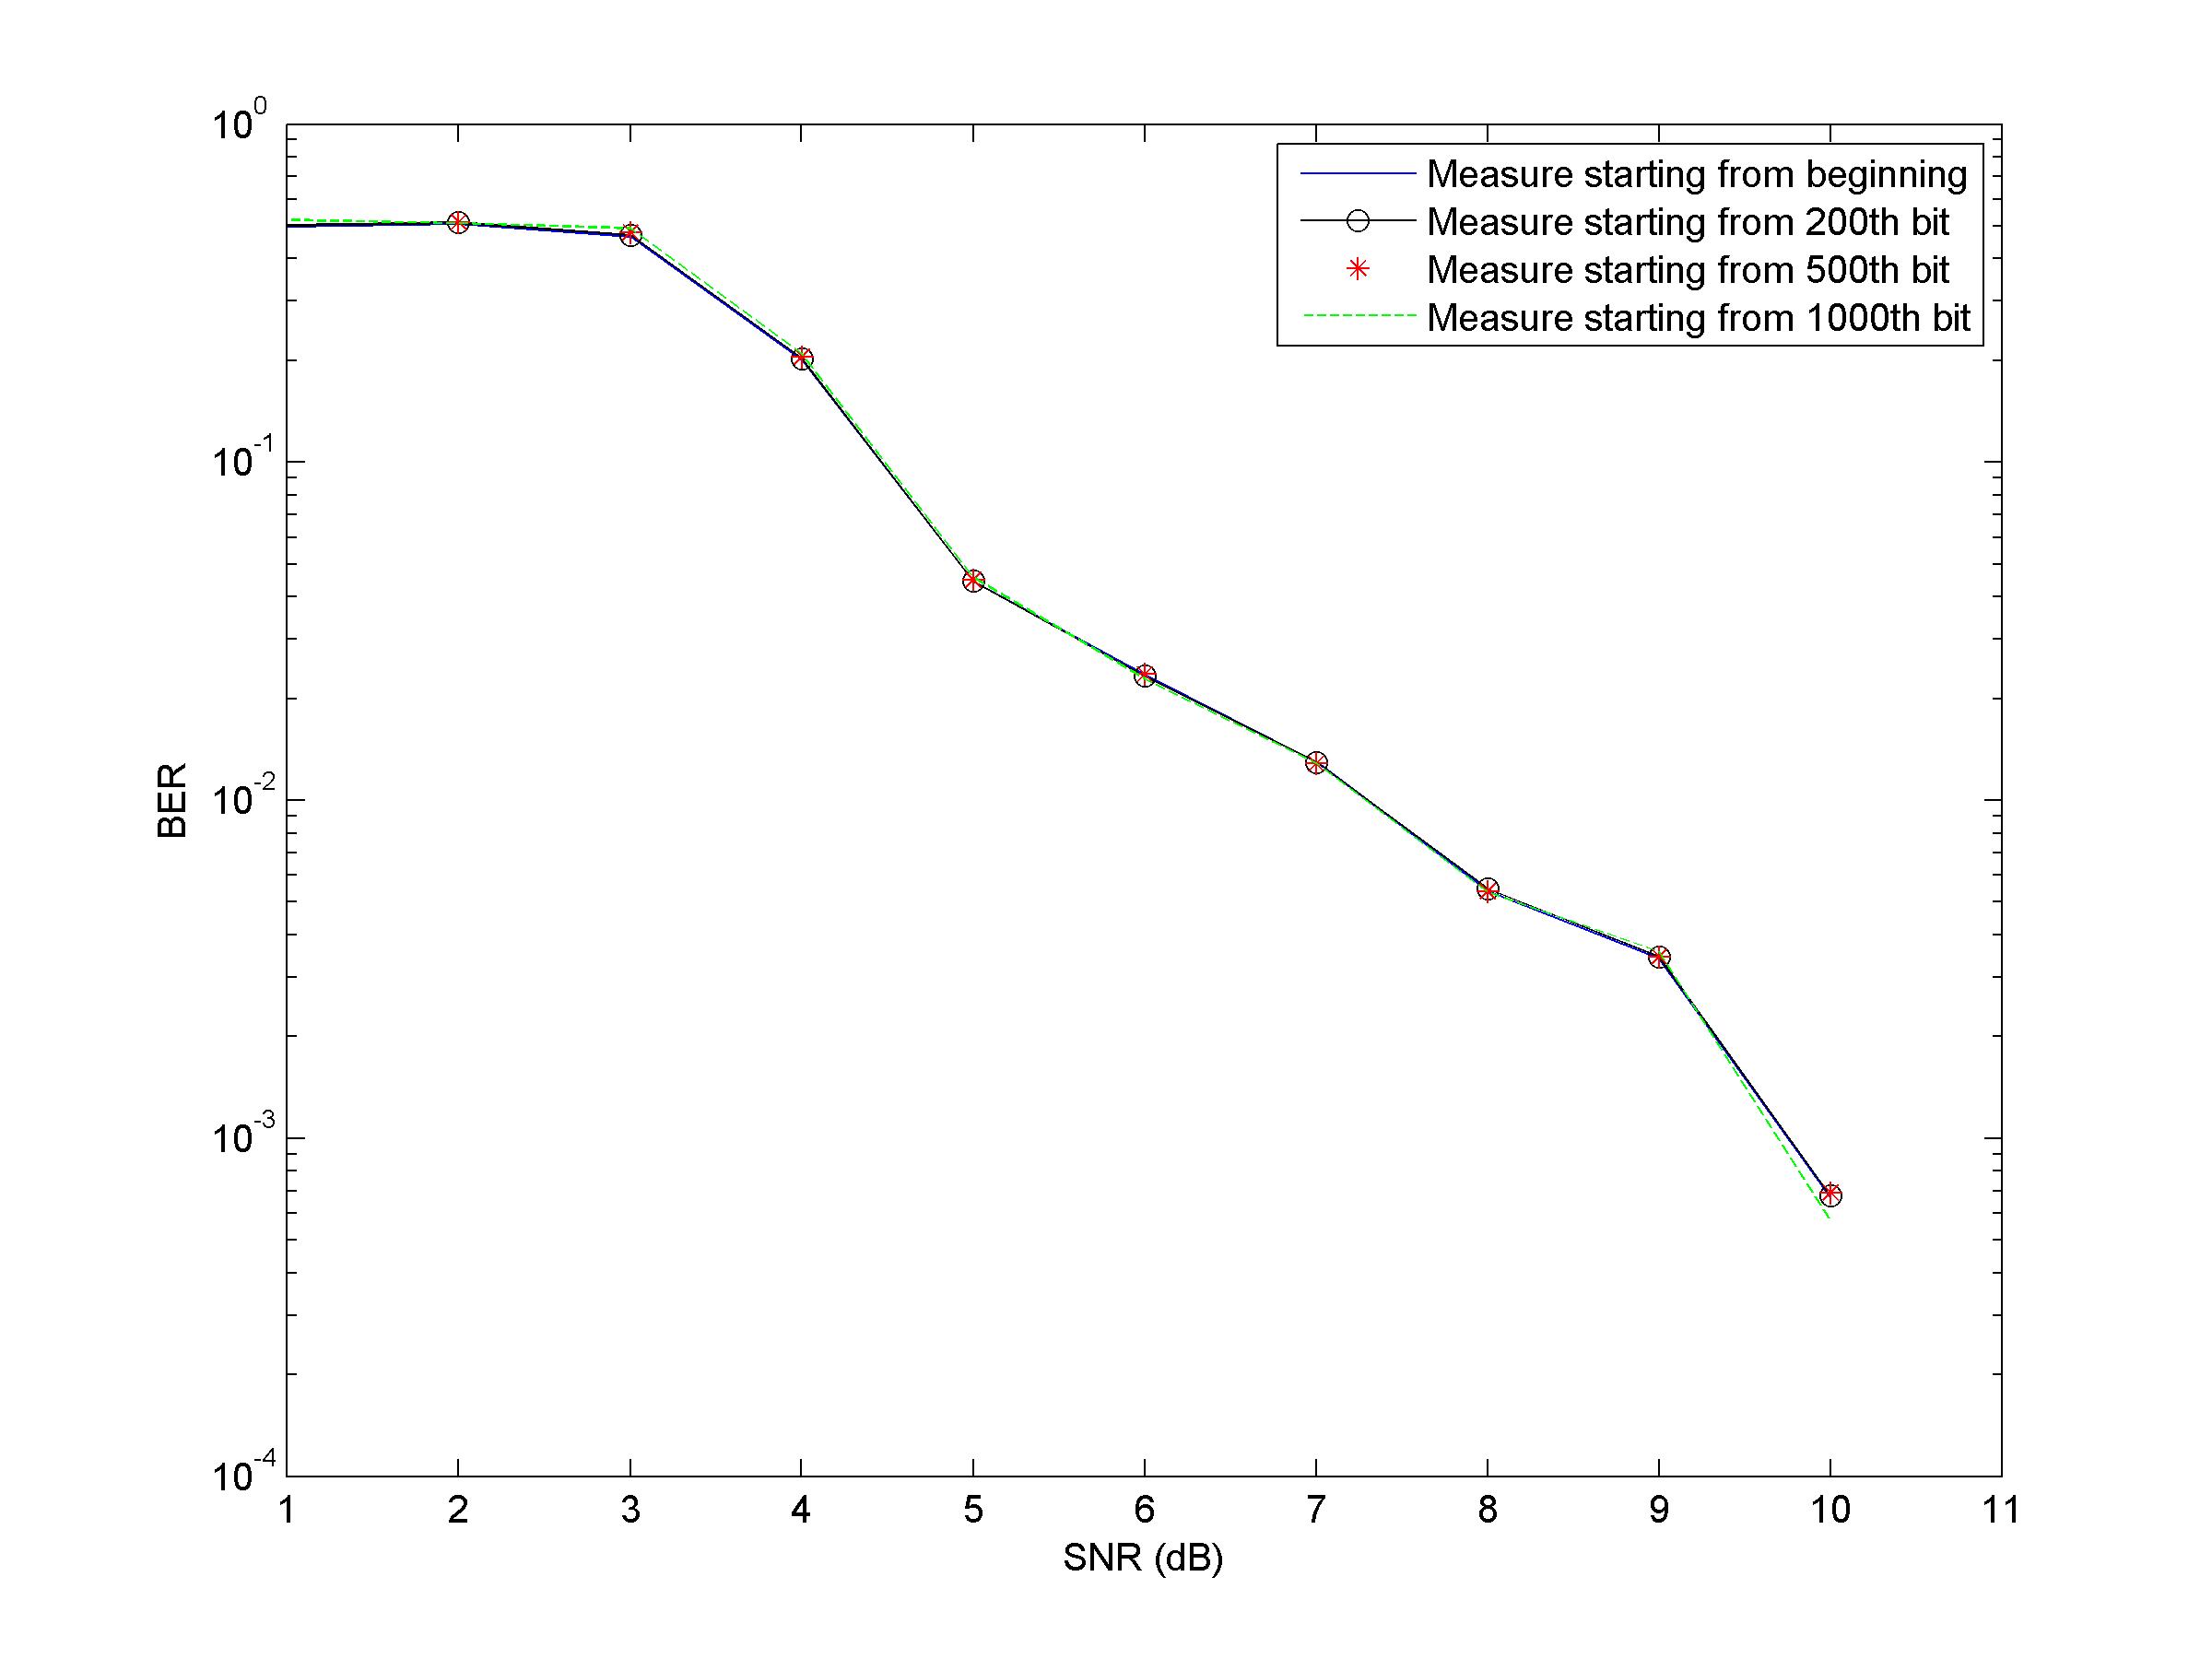 10^0
Measure starting from beginning
Measure starting from 200th bit
Measure starting from 500th bit
Measure starting from 1000th bit
10^-1
BER
10^-2
10^-3
10^-4
1 2 3 4 5 6 7 8 9 10 11
SNR (dB)